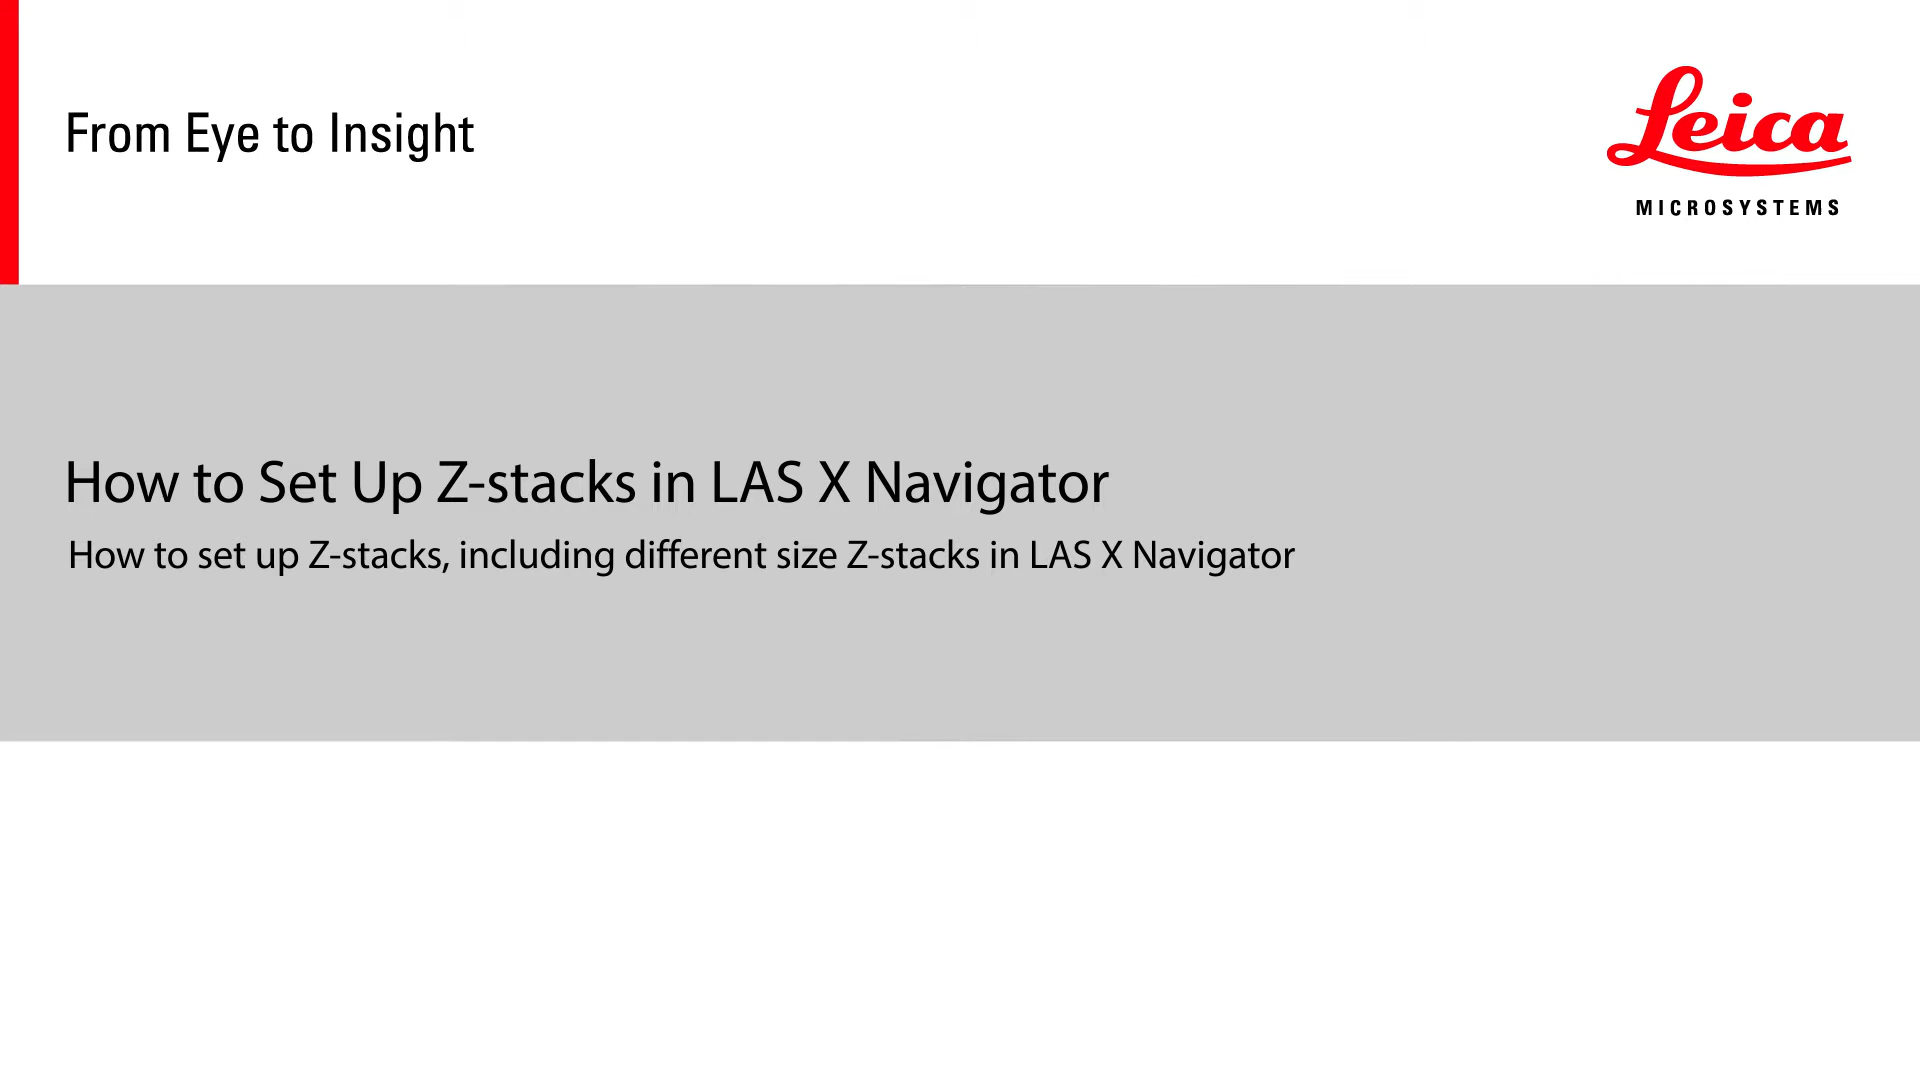 From Eye to Insight
Leica
MICROSYSTEMS
How to Set Up Z-stacks in LAS X Navigator
How to set up Z-stacks, including different size Z-stacks in LAS X Navigator